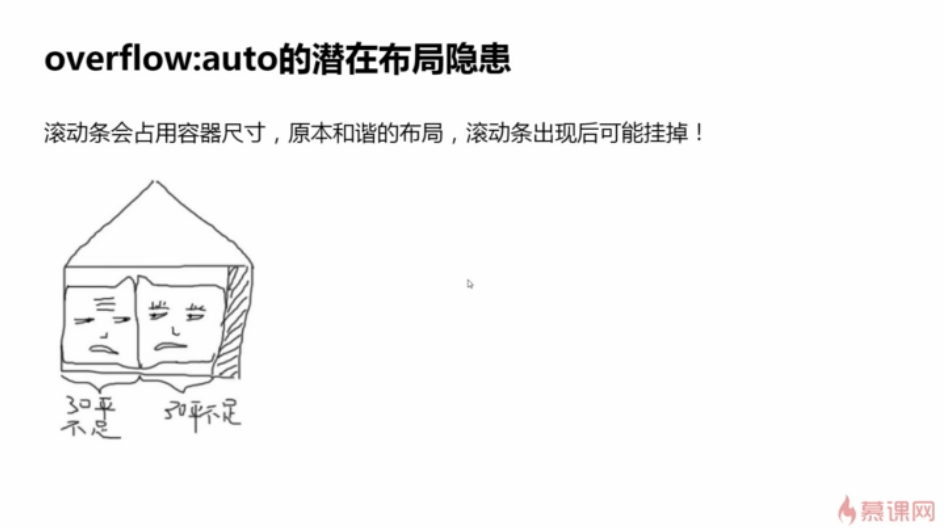 overflow:auto的潜在布局隐患
滚动条会占用容器尺寸，原本和谐的布局，滚动条出现后可能挂掉！
30平
不足
30平不足
慕课网